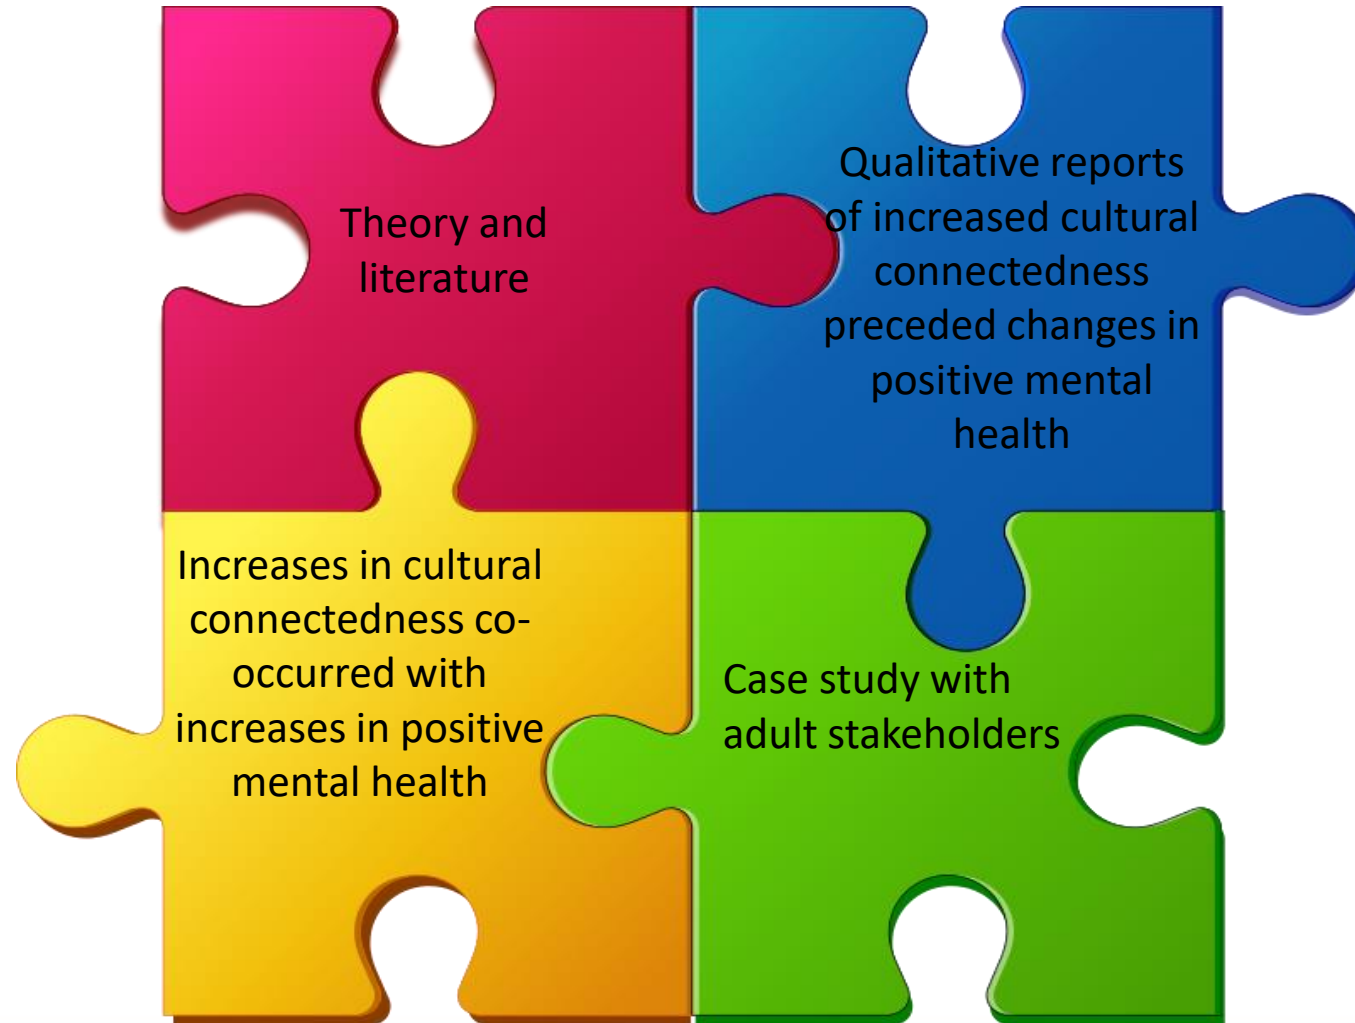 Theory and
literature
Qualitative reports
of increased cultural
connectedness
preceded changes in
positive mental
health
Increases in cultural
connectedness co-
occurred with
increases in positive
mental health
Case study with
adult stakeholders